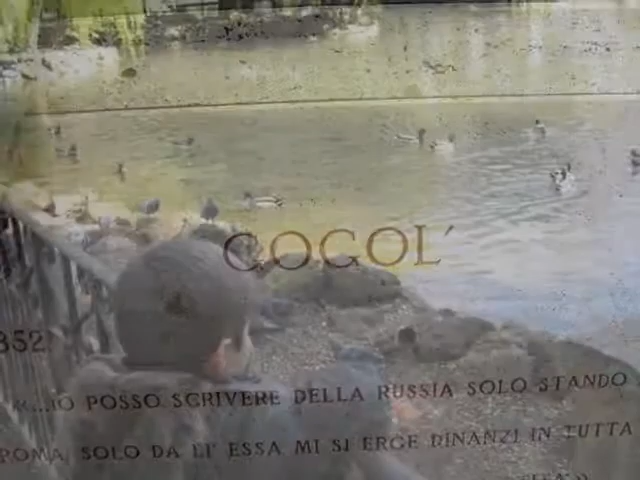 GOGOL´
352
«...IO POSSO SCRIVERE DELLA RUSSIA SOLO STANDO
ROMA, SOLO DA LI' ESSA MI SI ERGE DINANZI IN TUTTA